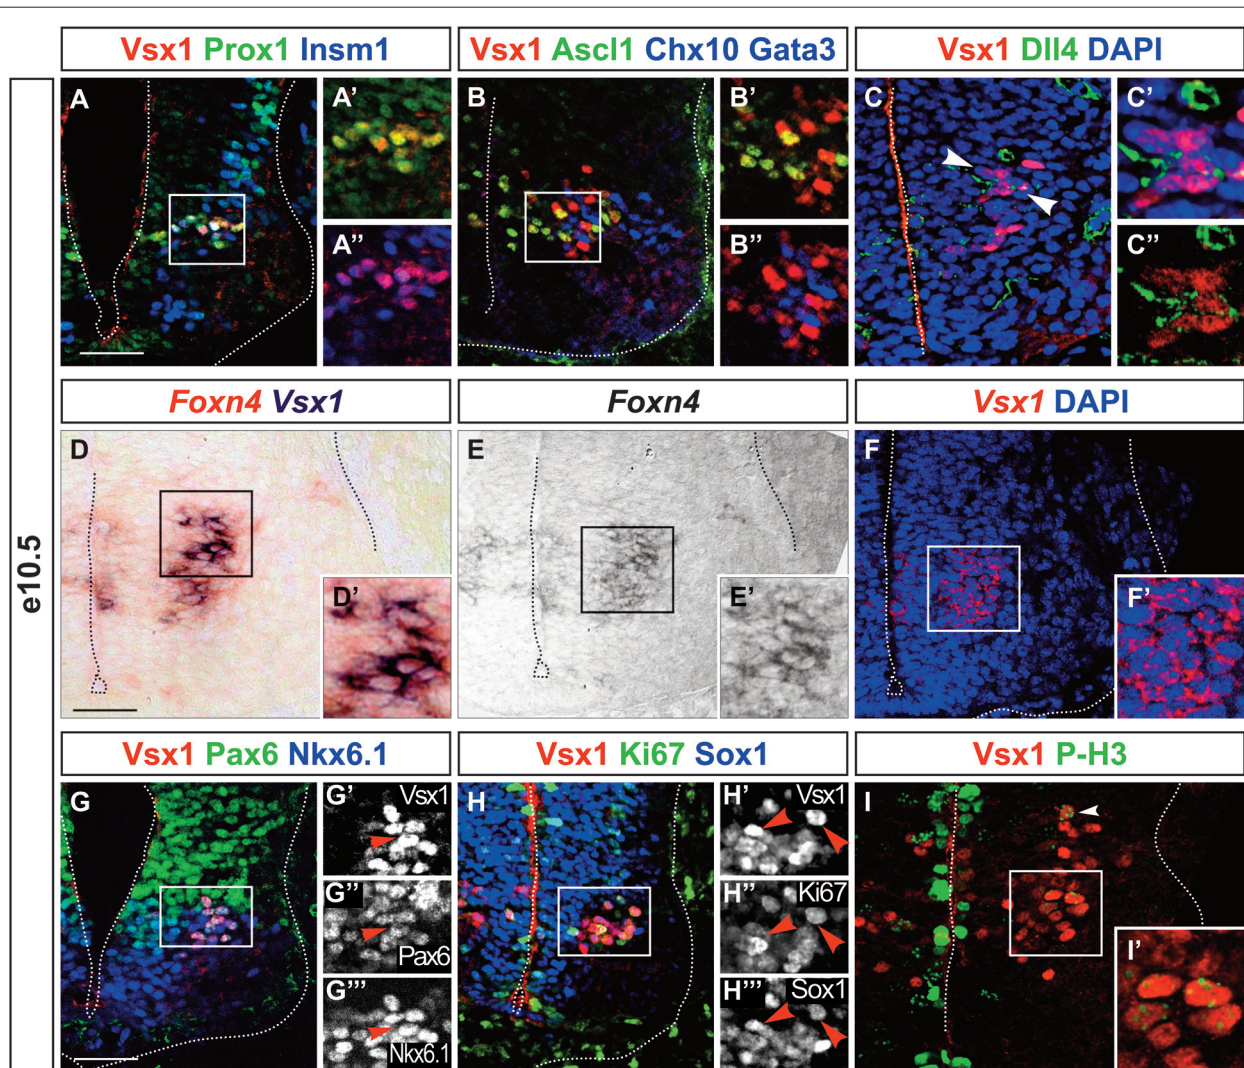 Vsx1 Prox1 Insm1
Vsx1 Ascl1 Chx10 Gata3
Vsx1 Dll4 DAPI
A
A’
A’’
B
B’
B’’
C
C’
C’’
Foxn4 Vsx1
Foxn4
Vsx1 DAPI
e10.5
D
D’
E
E’
F
F’
Vsx1 Pax6 Nkx6.1
Vsx1 Ki67 Sox1
Vsx1 P-H3
G
G’ Vsx1
G’’
Pax6
G’’’
Nkx6.1
H
H’ Vsx1
H’’ Ki67
H’’’ Sox1
I
I’